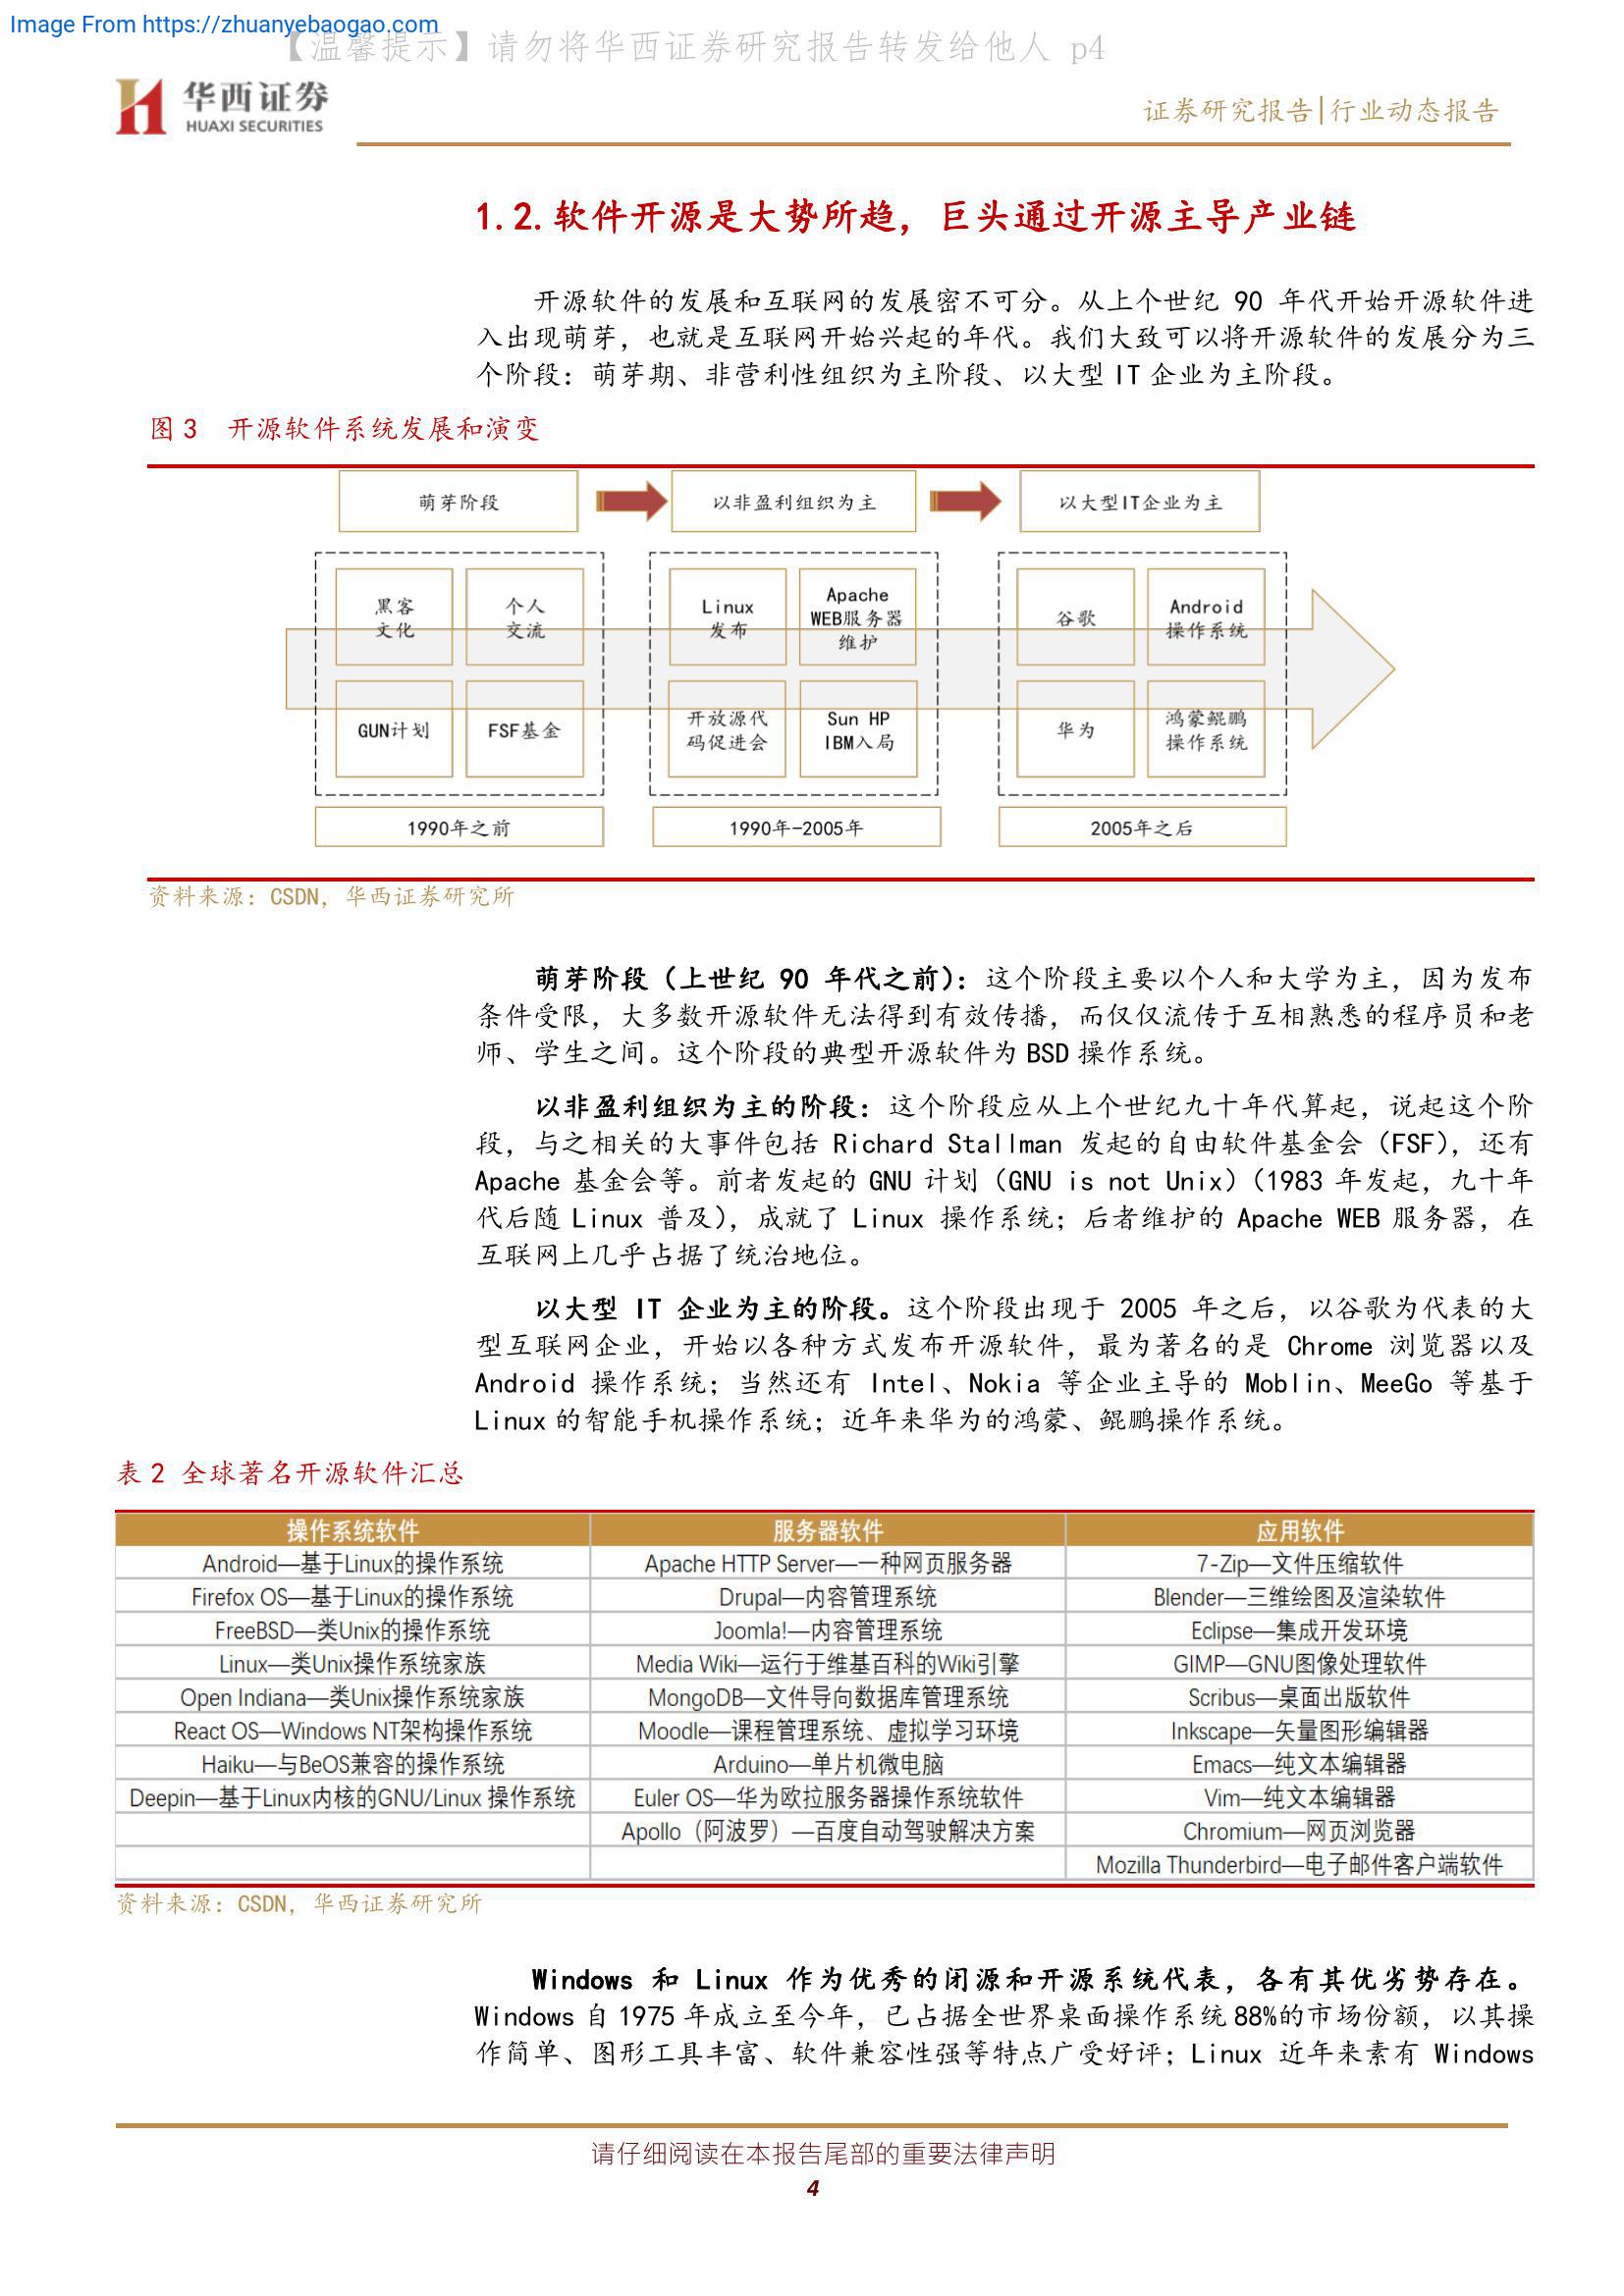 Image From https://zhuanyebaogao.com
【温馨提示】请勿将华西证券研究报告转发给他人 p4
华西证券
HUAXI SECURITIES
证券研究报告|行业动态报告
1.2.软件开源是大势所趋，巨头通过开源主导产业链
开源软件的发展和互联网的发展密不可分。从上个世纪 90 年代开始开源软件进
入出现萌芽，也就是互联网开始兴起的年代。我们大致可以将开源软件的发展分为三
个阶段：萌芽期、非营利性组织为主阶段、以大型 IT 企业为主阶段。
图 3 开源软件系统发展和演变
萌芽阶段
以非盈利组织为主
以大型IT企业为主
黑客
文化
个人
交流
GUN计划
FSF基金
Linux
发布
Apache
WEB服务器
维护
开放源代
码促进会
Sun HP
IBM入局
谷歌
Android
操作系统
华为
鸿蒙鲲鹏
操作系统
1990年之前
1990年-2005年
2005年之后
资料来源：CSDN，华西证券研究所
萌芽阶段（上世纪 90 年代之前）：这个阶段主要以个人和大学为主，因为发布
条件受限，大多数开源软件无法得到有效传播，而仅仅流传于互相熟悉的程序员和老
师、学生之间。这个阶段的典型开源软件为 BSD 操作系统。
以非盈利组织为主的阶段：这个阶段应从上个世纪九十年代算起，说起这个阶
段，与之相关的大事件包括 Richard Stallman 发起的自由软件基金会（FSF），还有
Apache 基金会等。前者发起的 GNU 计划（GNU is not Unix）（1983 年发起，九十年
代后随 Linux 普及），成就了 Linux 操作系统；后者维护的 Apache WEB 服务器，在
互联网上几乎占据了统治地位。
以大型 IT 企业为主的阶段。这个阶段出现于 2005 年之后，以谷歌为代表的大
型互联网企业，开始以各种方式发布开源软件，最为著名的是 Chrome 浏览器以及
Android 操作系统；当然还有 Intel、Nokia 等企业主导的 Moblin、MeeGo 等基于
Linux 的智能手机操作系统；近年来华为的鸿蒙、鲲鹏操作系统。
表 2 全球著名开源软件汇总
操作系统软件 服务器软件 应用软件
Android—基于Linux的操作系统 Apache HTTP Server—一种网页服务器 7-Zip—文件压缩软件
Firefox OS—基于Linux的操作系统 Drupal—内容管理系统 Blender—三维绘图及渲染软件
FreeBSD—类Unix的操作系统 Joomla!—内容管理系统 Eclipse—集成开发环境
Linux—类Unix操作系统家族 Media Wiki—运行于维基百科的Wiki引擎 GIMP—GNU图像处理软件
Open Indiana—类Unix操作系统家族 MongoDB—文件导向数据库管理系统 Scribus—桌面出版软件
React OS—Windows NT架构操作系统 Moodle—课程管理系统、虚拟学习环境 Inkscape—矢量图形编辑器
Haiku—与BeOS兼容的操作系统 Arduino—单片机微电脑 Emacs—纯文本编辑器
Deepin—基于Linux内核的GNU/Linux 操作系统 Euler OS—华为欧拉服务器操作系统软件 Vim—纯文本编辑器
Apollo（阿波罗）—百度自动驾驶解决方案 Chromium—网页浏览器
Mozilla Thunderbird—电子邮件客户端软件
资料来源：CSDN，华西证券研究所
Windows 和 Linux 作为优秀的闭源和开源系统代表，各有其优劣势存在。
Windows 自 1975 年成立至今年，已占据全世界桌面操作系统 88%的市场份额，以其操
作简单、图形工具丰富、软件兼容性强等特点广受好评；Linux 近年来素有 Windows
请仔细阅读在本报告尾部的重要法律声明
4